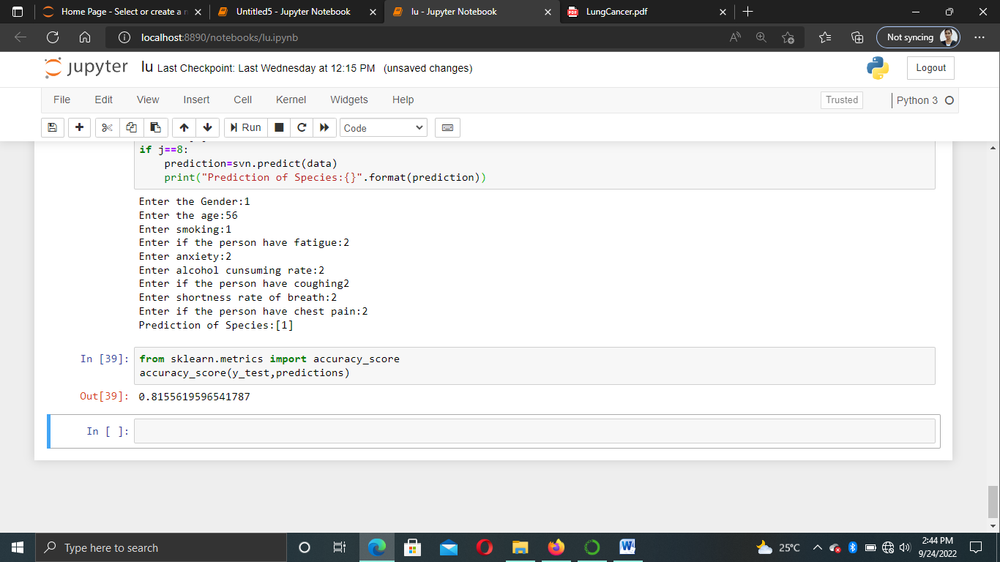 Home Page - Select or create a n
Untitled5 - Jupyter Notebook
lu - Jupyter Notebook
PDF
LungCancer.pdf
localhost:8890/notebooks/lu.ipynb
Not syncing
jupyter lu Last Checkpoint: Last Wednesday at 12:15 PM (unsaved changes)
Logout
File Edit View Insert Cell Kernel Widgets Help
Trusted
Python 3
Run
Code
if j==8:
    prediction=svn.predict(data)
    print("Prediction of Species:{}".format(prediction))
Enter the Gender:1
Enter the age:56
Enter smoking:1
Enter if the person have fatigue:2
Enter anxiety:2
Enter alcohol cunsuming rate:2
Enter if the person have coughing2
Enter shortness rate of breath:2
Enter if the person have chest pain:2
Prediction of Species:[1]
In [39]: from sklearn.metrics import accuracy_score
accuracy_score(y_test,predictions)
Out[39]: 0.8155619596541787
In [ ]:
Type here to search
W
25°C
2:44 PM
9/24/2022